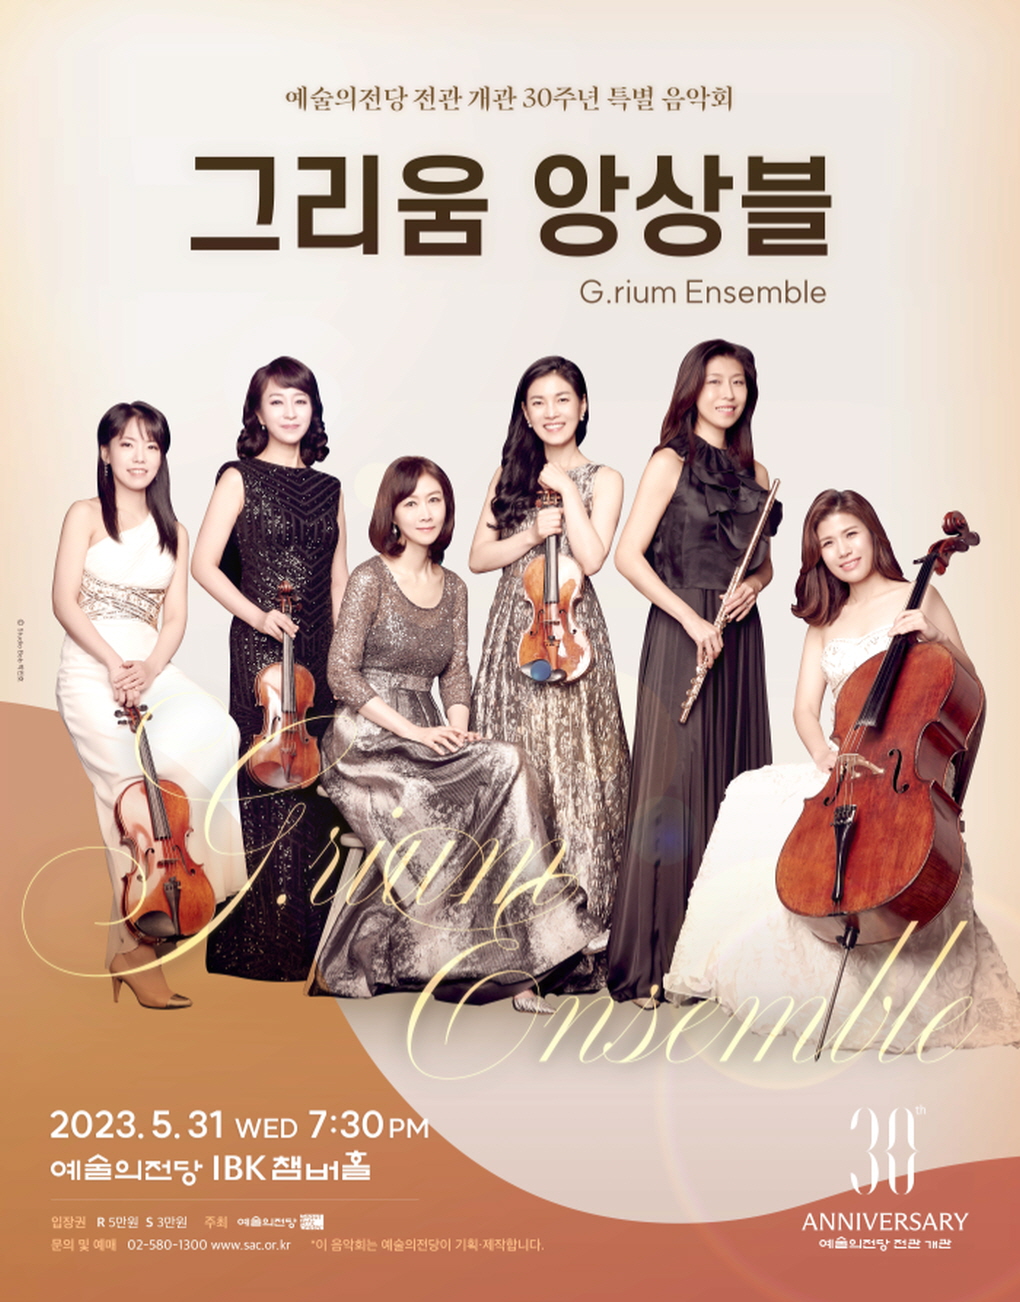 예술의전당 전관 개관 30주년 특별 음악회
그리움 앙상블
G.rium Ensemble
G.rium
Ensemble
2023. 5. 31 WED 7:30 PM
예술의전당 IBK챔버홀
입장권 R 5만원 S 3만원 주최 예술의전당
문의 및 예매 02-580-1300 www.sac.or.kr *이 음악회는 예술의전당이 기획·제작합니다.
30th
ANNIVERSARY
예술의전당 전관 개관